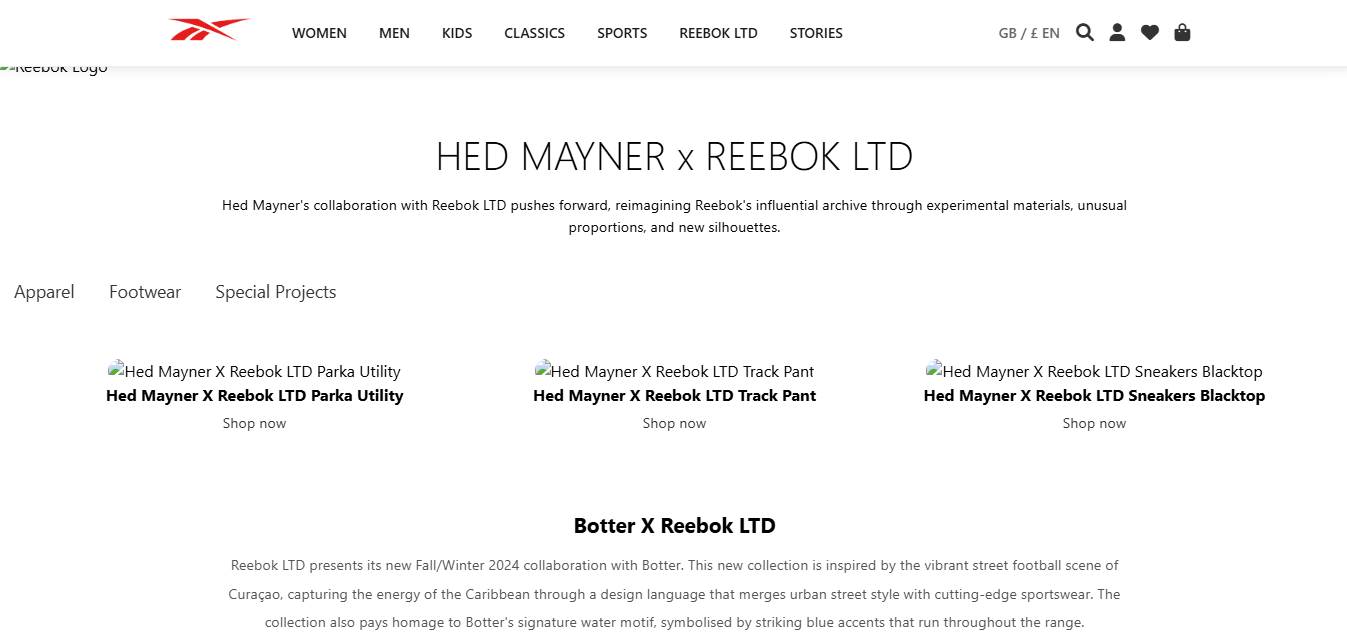 WOMEN MEN KIDS CLASSICS SPORTS REEBOK LTD STORIES GB / £ EN
Reebok Logo
HED MAYNER x REEBOK LTD
Hed Mayner's collaboration with Reebok LTD pushes forward, reimagining Reebok's influential archive through experimental materials, unusual
proportions, and new silhouettes.
Apparel Footwear Special Projects
Hed Mayner X Reebok LTD Parka Utility Hed Mayner X Reebok LTD Track Pant Hed Mayner X Reebok LTD Sneakers Blacktop
Hed Mayner X Reebok LTD Parka Utility Hed Mayner X Reebok LTD Track Pant Hed Mayner X Reebok LTD Sneakers Blacktop
Shop now Shop now Shop now
Botter X Reebok LTD
Reebok LTD presents its new Fall/Winter 2024 collaboration with Botter. This new collection is inspired by the vibrant street football scene of
Curaçao, capturing the energy of the Caribbean through a design language that merges urban street style with cutting-edge sportswear. The
collection also pays homage to Botter's signature water motif, symbolised by striking blue accents that run throughout the range.